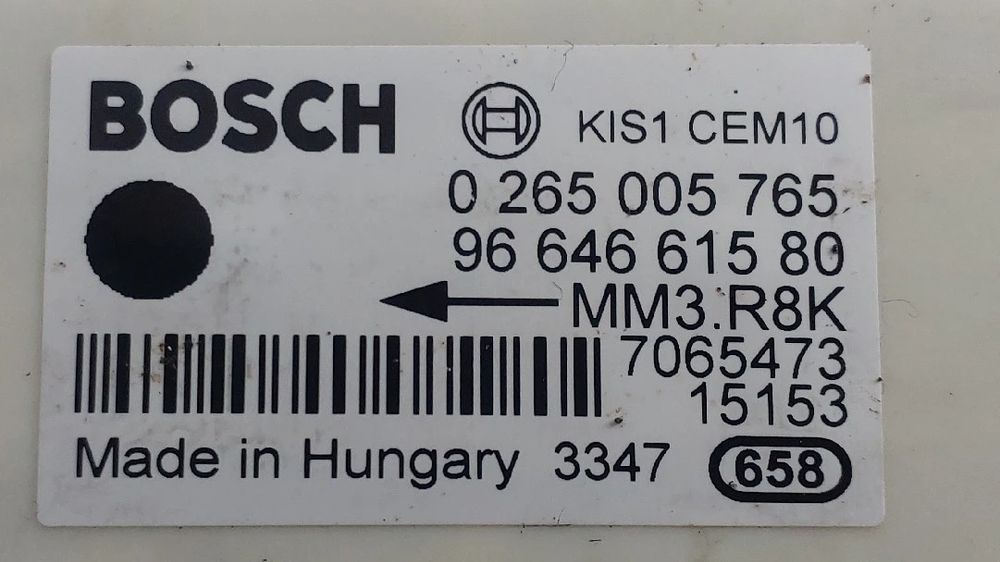 BOSCH KIS1 CEM10
0 265 005 765
96 646 615 80
MM3.R8K
7065473
15153
Made in Hungary 3347 658